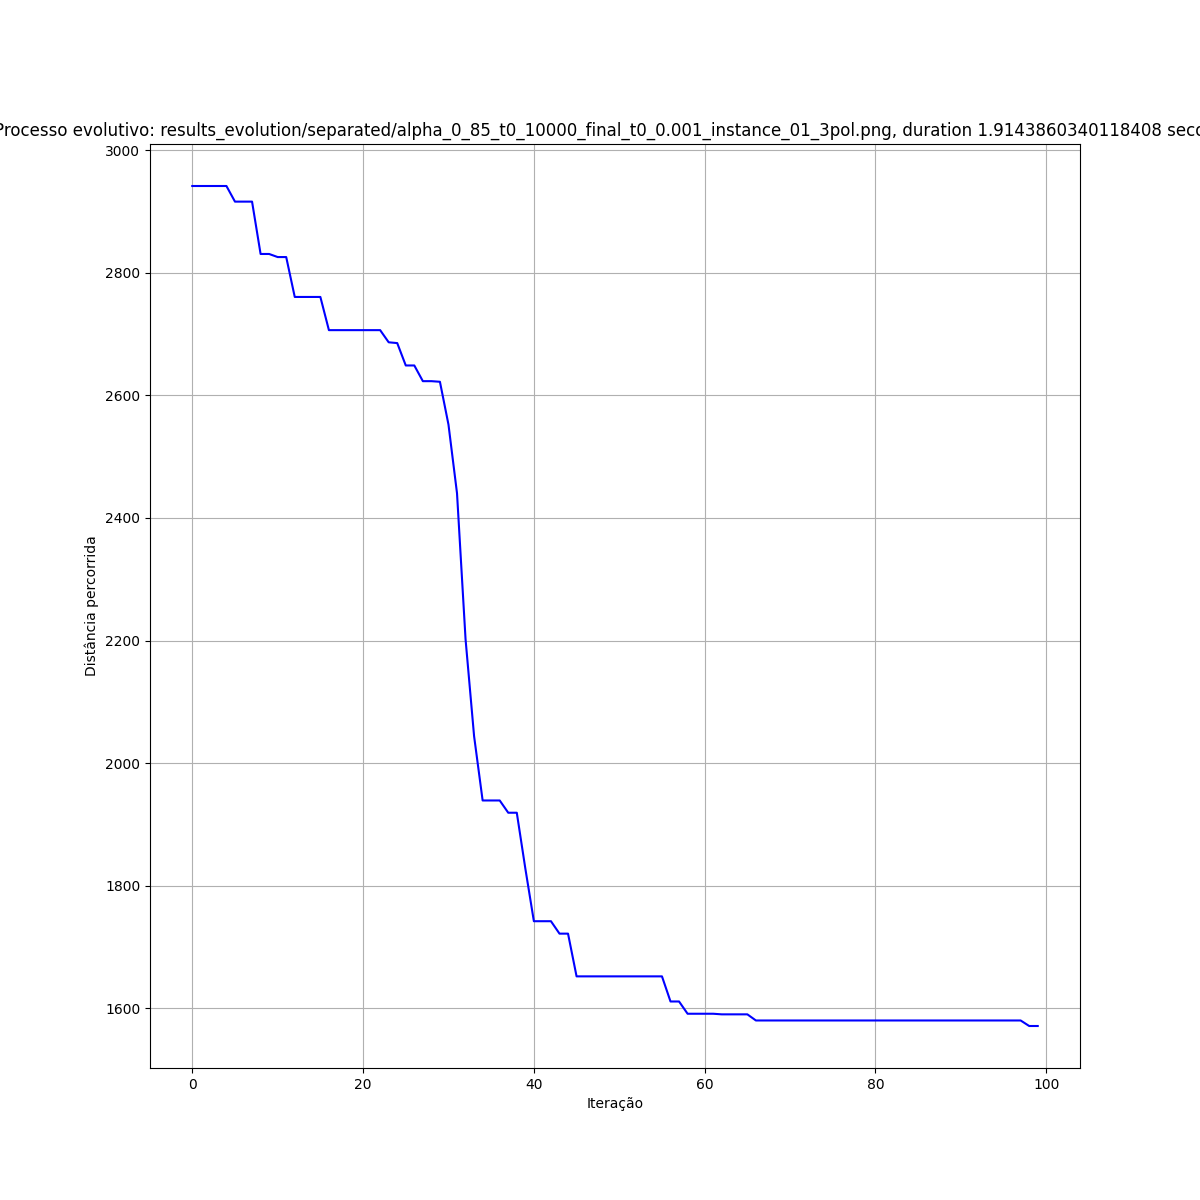 Processo evolutivo: results_evolution/separated/alpha_0_85_t0_10000_final_t0_0.001_instance_01_3pol.png, duration 1.9143860340118408 seco
3000
2800
2600
2400
2200
2000
1800
1600
Distância percorrida
0 20 40 60 80 100
Iteração